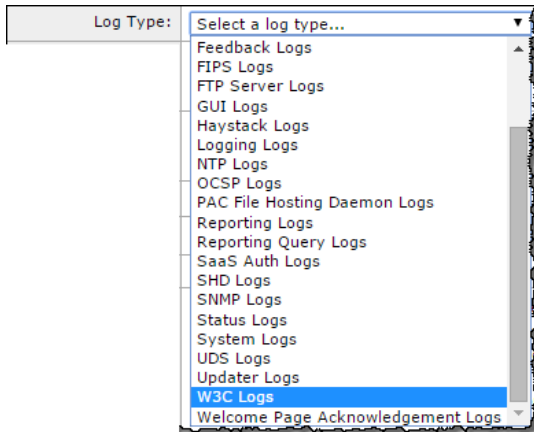 Log Type:
Select a log type...
Feedback Logs
FIPS Logs
FTP Server Logs
GUI Logs
Haystack Logs
Logging Logs
NTP Logs
OCSP Logs
PAC File Hosting Daemon Logs
Reporting Logs
Reporting Query Logs
SaaS Auth Logs
SHD Logs
SNMP Logs
Status Logs
System Logs
UDS Logs
Updater Logs
W3C Logs
Welcome Page Acknowledgement Logs